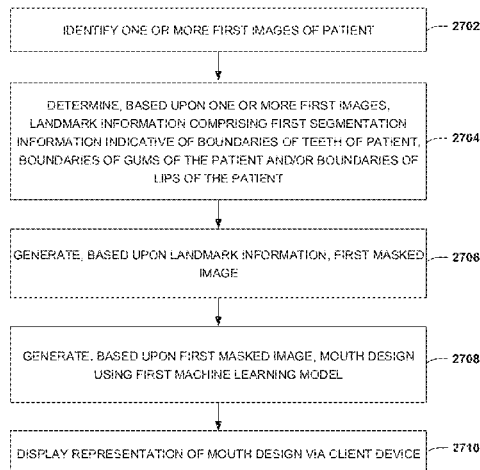 IDENTIFY ONE OR MORE FIRST IMAGES OF PATIENT
2702
DETERMINE, BASED UPON ONE OR MORE FIRST IMAGES,
LANDMARK INFORMATION COMPRISING FIRST SEGMENTATION
INFORMATION INDICATIVE OF BOUNDARIES OF TEETH OF PATIENT,
BOUNDARIES OF GUMS OF THE PATIENT AND/OR BOUNDARIES OF
LIPS OF THE PATIENT
2704
GENERATE, BASED UPON LANDMARK INFORMATION, FIRST MASKED
IMAGE
2706
GENERATE, BASED UPON FIRST MASKED IMAGE, MOUTH DESIGN
USING FIRST MACHINE LEARNING MODEL
2708
DISPLAY REPRESENTATION OF MOUTH DESIGN VIA CLIENT DEVICE
2710